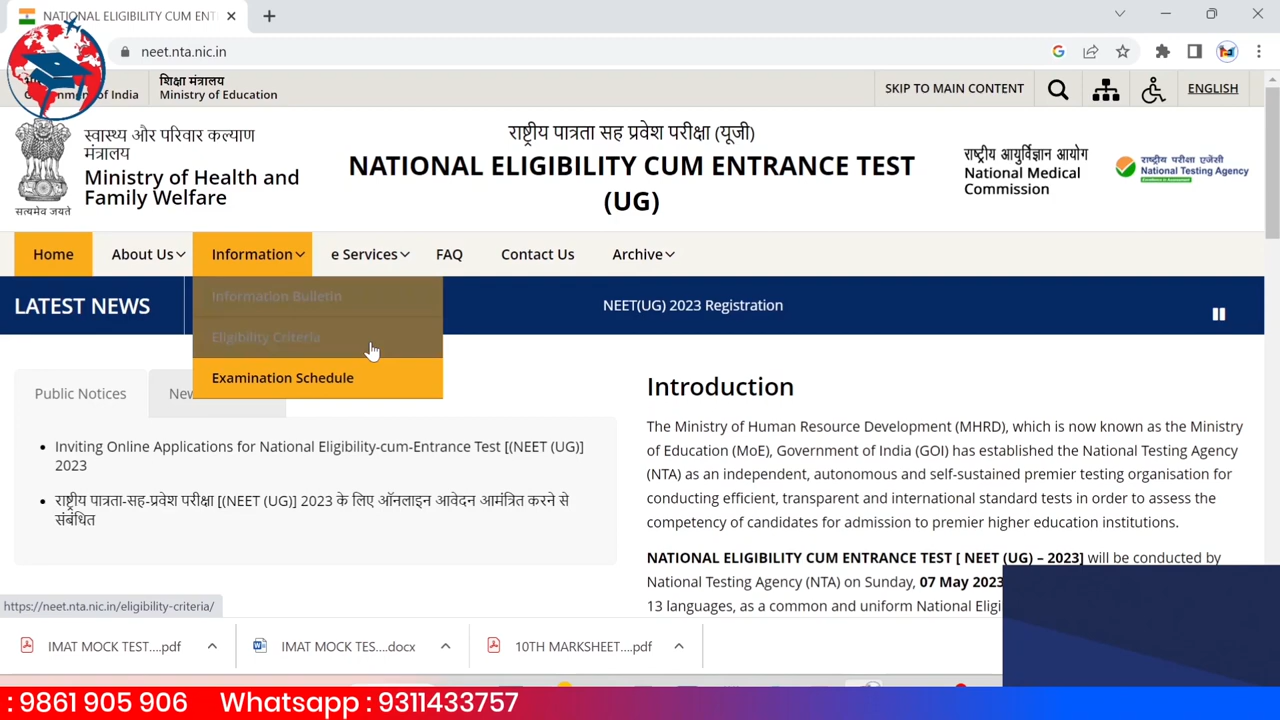 NATIONAL ELIGIBILITY CUM ENT
neet.nta.nic.in
of India
शिक्षा मंत्रालय
Ministry of Education
SKIP TO MAIN CONTENT
ENGLISH
स्वास्थ्य और परिवार कल्याण
मंत्रालय
Ministry of Health and
Family Welfare
सत्यमेव जयते
राष्ट्रीय पात्रता सह प्रवेश परीक्षा (यूजी)
NATIONAL ELIGIBILITY CUM ENTRANCE TEST
(UG)
राष्ट्रीय आयुर्विज्ञान आयोग
National Medical
Commission
राष्ट्रीय परीक्षा एजेंसी
National Testing Agency
Excellence in Assessment
Home
About Us
Information
e Services
FAQ
Contact Us
Archive
Information Bulletin
Eligibility Criteria
Examination Schedule
LATEST NEWS
NEET(UG) 2023 Registration
Public Notices
New
Inviting Online Applications for National Eligibility-cum-Entrance Test [(NEET (UG)]
2023
राष्ट्रीय पात्रता-सह-प्रवेश परीक्षा [(NEET (UG)] 2023 के लिए ऑनलाइन आवेदन आमंत्रित करने से
संबंधित
Introduction
The Ministry of Human Resource Development (MHRD), which is now known as the Ministry
of Education (MoE), Government of India (GOI) has established the National Testing Agency
(NTA) as an independent, autonomous and self-sustained premier testing organisation for
conducting efficient, transparent and international standard tests in order to assess the
competency of candidates for admission to premier higher education institutions.
NATIONAL ELIGIBILITY CUM ENTRANCE TEST [ NEET (UG) – 2023] will be conducted by
National Testing Agency (NTA) on Sunday, 07 May 2023
13 languages, as a common and uniform National Eligi
https://neet.nta.nic.in/eligibility-criteria/
IMAT MOCK TEST....pdf
IMAT MOCK TES....docx
10TH MARKSHEET....pdf
: 9861 905 906 Whatsapp : 9311433757